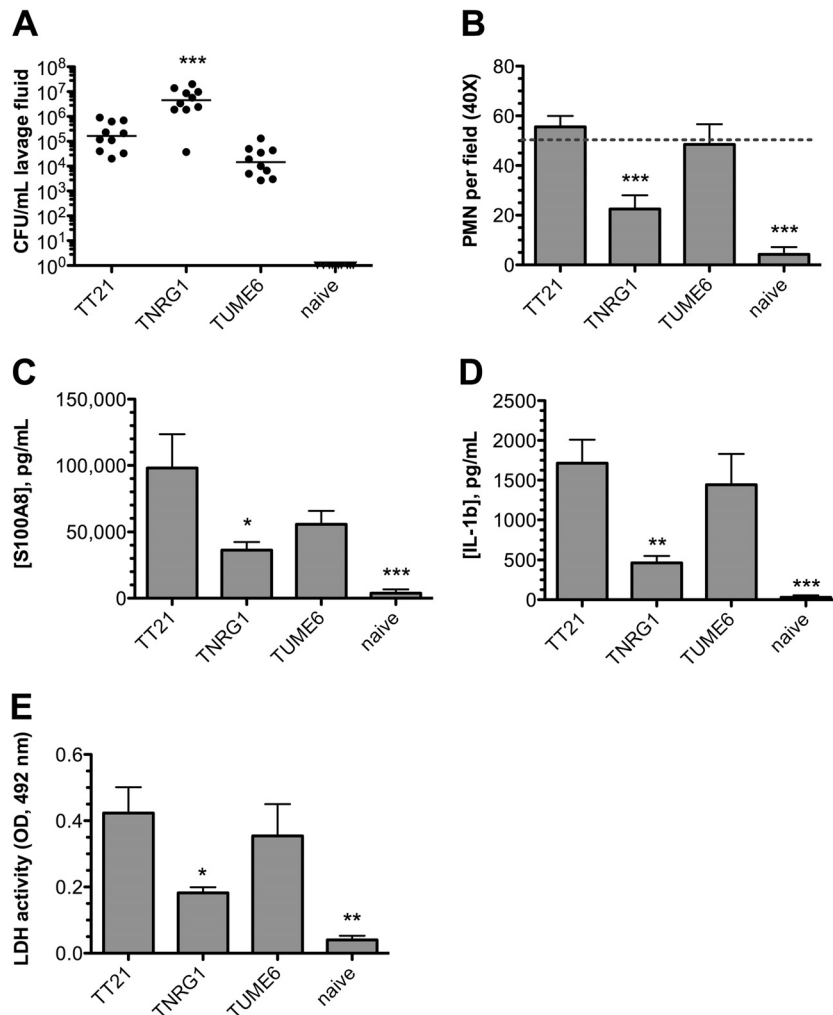 A
CFU/mL lavage fluid
10⁸
10⁷
10⁶
10⁵
10⁴
10³
10²
10¹
10⁰
***
TT21
TNRG1
TUME6
naive
B
PMN per field (40X)
80
60
40
20
0
***
***
TT21
TNRG1
TUME6
naive
C
[S100A8], pg/mL
150,000
100,000
50,000
0
*
***
TT21
TNRG1
TUME6
naive
D
[IL-1b], pg/mL
2500
2000
1500
1000
500
0
**
***
TT21
TNRG1
TUME6
naive
E
LDH activity (OD, 492 nm)
0.6
0.4
0.2
0.0
*
**
TT21
TNRG1
TUME6
naive